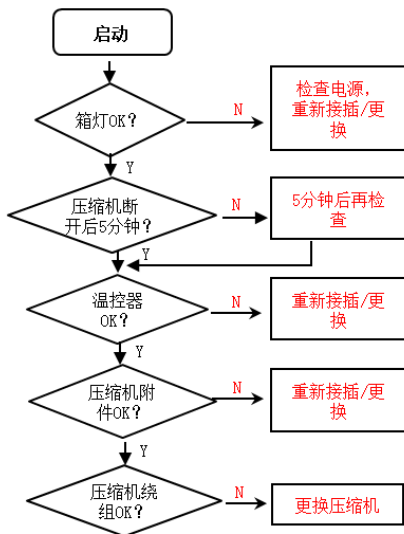 启动
箱灯OK?
N
检查电源，
重新接插/更
换
Y
压缩机断
开后5分钟?
N
5分钟后再检
查
Y
温控器
OK?
N
重新接插/更
换
Y
压缩机附
件OK?
N
重新接插/更
换
Y
压缩机绕
组OK?
N
更换压缩机